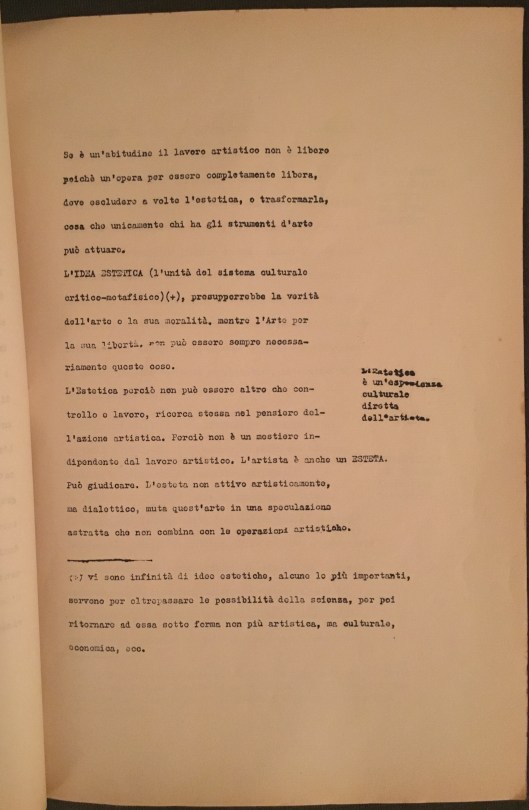 Se è un'abitudine il lavoro artistico non è libero
poichè un'opera per essere completamente libera,
deve escludere a volte l'estetica, e trasformarla,
cosa che unicamente chi ha gli strumenti d'arte
può attuare.
L'IDEA ESTETICA (l'unità del sistema culturale
critico-metafisico)(+), presupporrebbe la verità
dell'arte e la sua moralità, mentre l'Arte per
la sua libertà, non può essere sempre necessa-
riamente queste cose.
L'Estetica perciò non può essere altro che con-
trollo e lavoro, ricerca stessa nel pensiero del-
l'azione artistica. Perciò non è un mestiere in-
dipendente dal lavoro artistico. L'artista è anche un ESTETA.
Può giudicare. L'esteta non attivo artisticamente,
ma dialettico, muta quest'arte in una speculazione
astratta che non combina con le operazioni artistiche.
L'Estetica
è un'esperienza
culturale
diretta
dell'artista.
(+) vi sono infinità di idee estetiche, alcune le più importanti,
servono per oltrepassare le possibilità della scienza, per poi
ritornare ad essa sotto forma non più artistica, ma culturale,
economica, ecc.